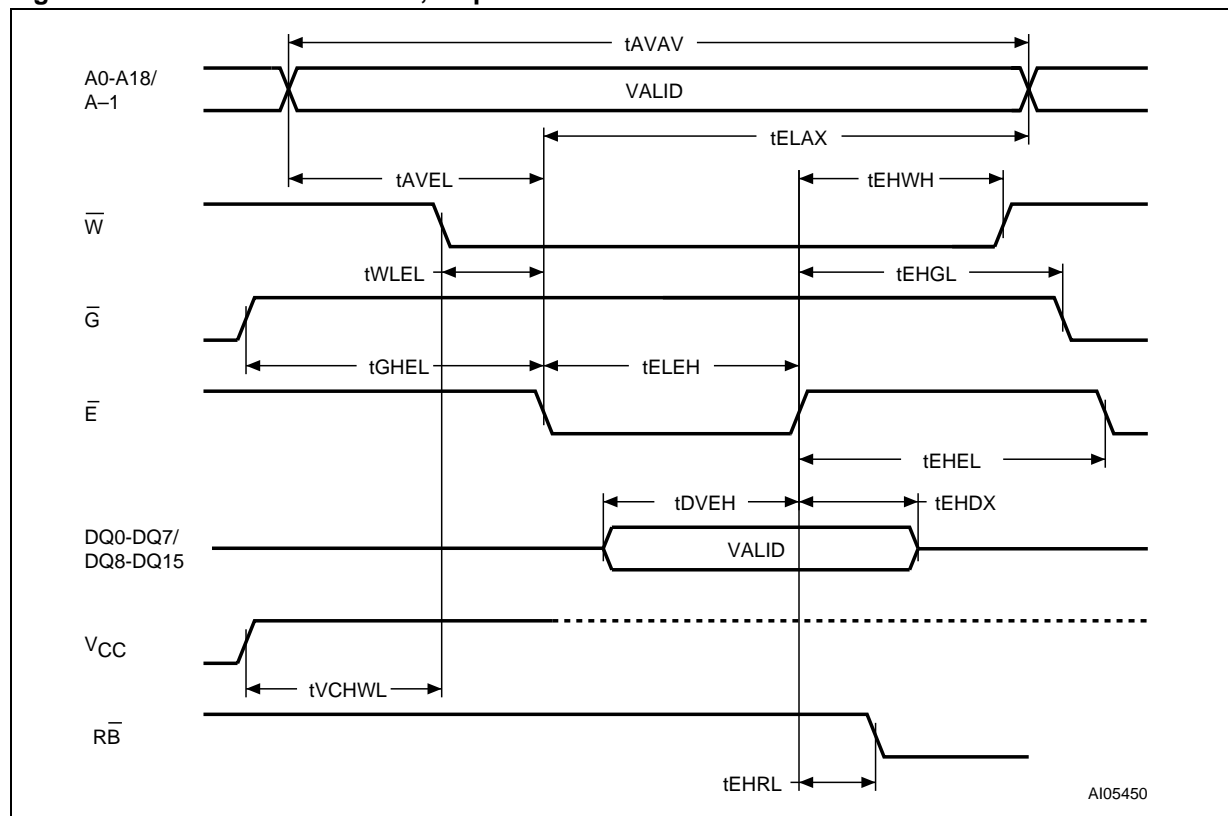 tAVAV
A0-A18/
A–1
VALID
tELAX
tAVEL
tEHWH
W̅
tWLEL
tEHGL
G̅
tGHEL
tELEH
E̅
tEHEL
tDVEH
tEHDX
DQ0-DQ7/
DQ8-DQ15
VALID
VCC
tVCHWL
RB̅
tEHRL
AI05450